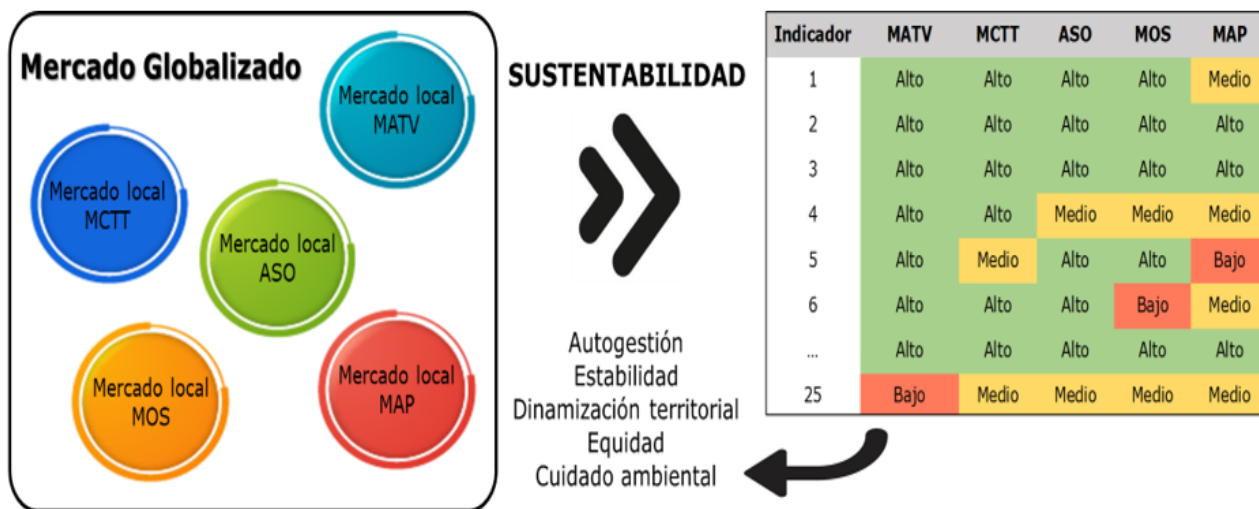 Mercado Globalizado
Mercado local
MATV
Mercado local
MCTT
Mercado local
ASO
Mercado local
MOS
Mercado local
MAP
SUSTENTABILIDAD
Autogestión
Estabilidad
Dinamización territorial
Equidad
Cuidado ambiental
Indicador MATV MCTT ASO MOS MAP
1 Alto Alto Alto Alto Medio
2 Alto Alto Alto Alto Alto
3 Alto Alto Alto Alto Alto
4 Alto Alto Medio Medio Medio
5 Alto Medio Alto Alto Bajo
6 Alto Alto Alto Bajo Medio
... Alto Alto Alto Alto Alto
25 Bajo Medio Medio Medio Medio